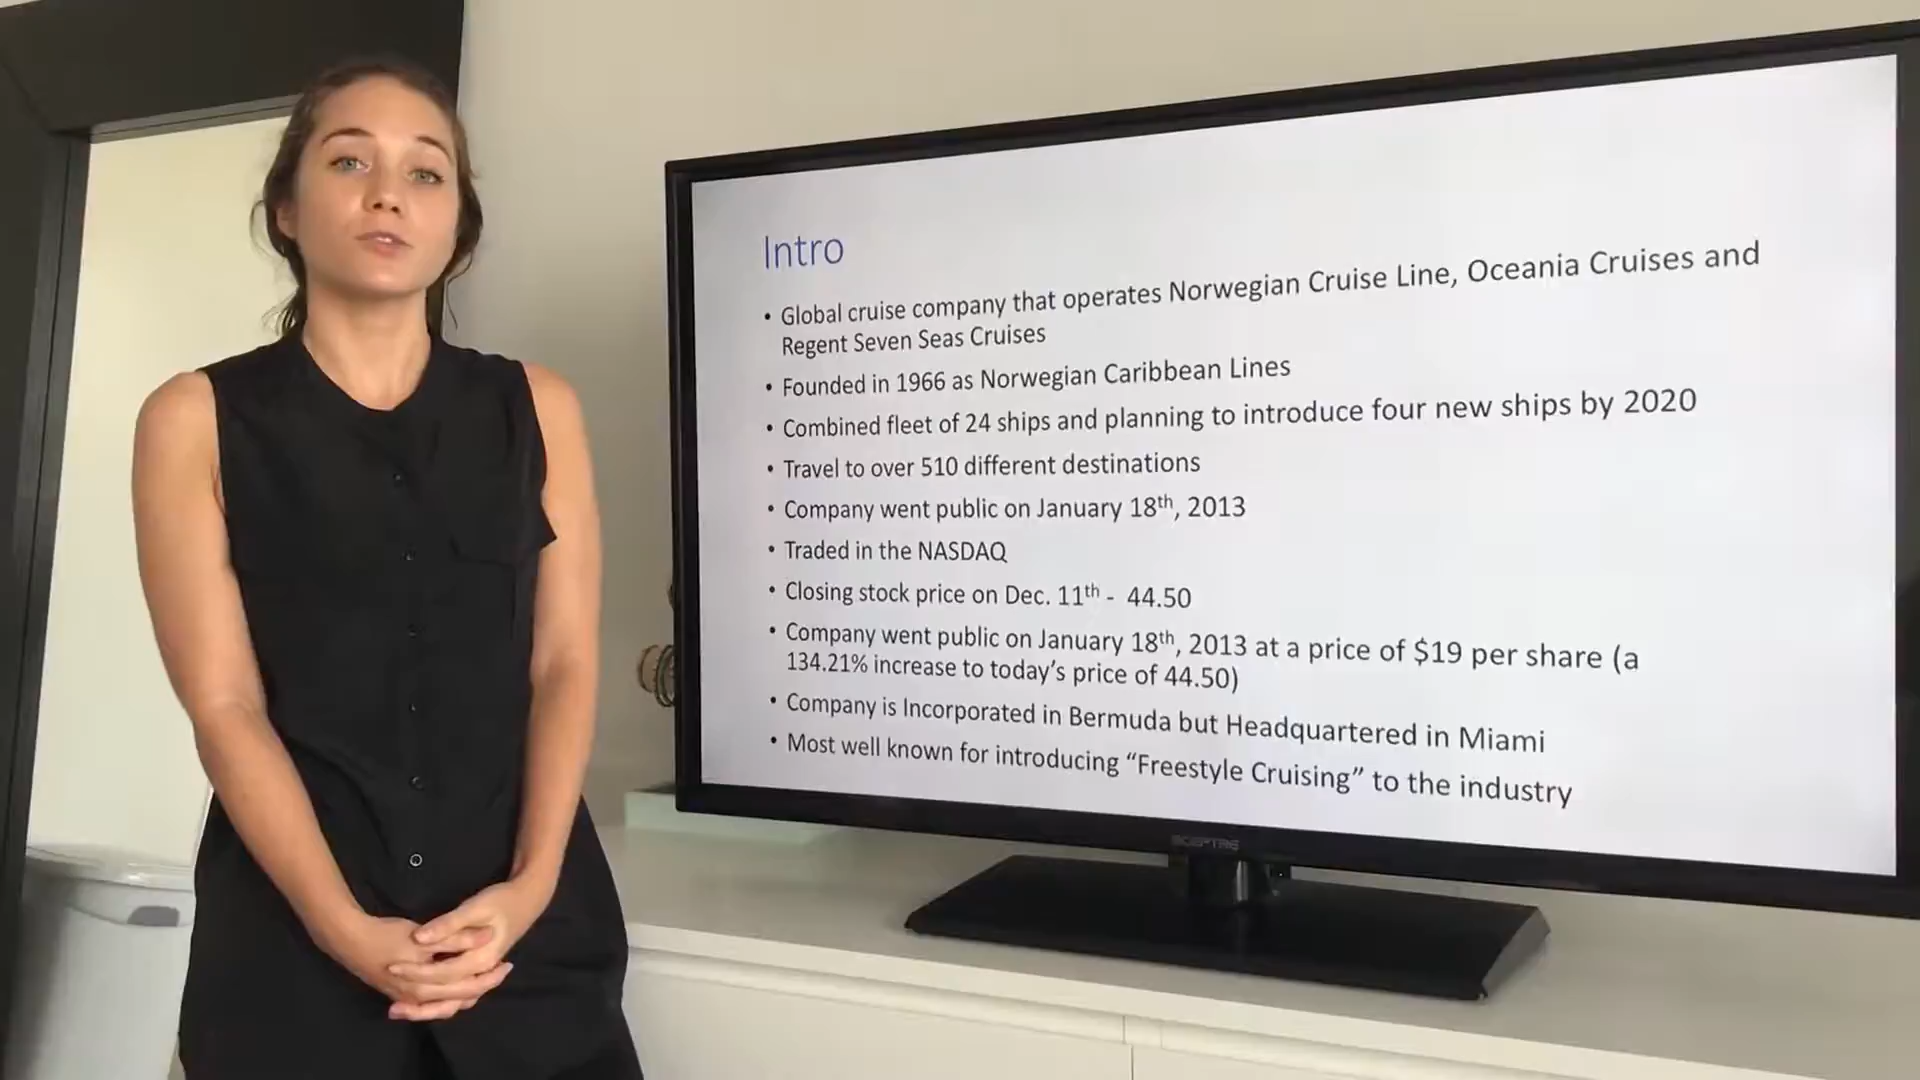 Intro
• Global cruise company that operates Norwegian Cruise Line, Oceania Cruises and
Regent Seven Seas Cruises
• Founded in 1966 as Norwegian Caribbean Lines
• Combined fleet of 24 ships and planning to introduce four new ships by 2020
• Travel to over 510 different destinations
• Company went public on January 18th, 2013
• Traded in the NASDAQ
• Closing stock price on Dec. 11th - 44.50
• Company went public on January 18th, 2013 at a price of $19 per share (a
134.21% increase to today’s price of 44.50)
• Company is Incorporated in Bermuda but Headquartered in Miami
• Most well known for introducing “Freestyle Cruising” to the industry
SCEPTRE